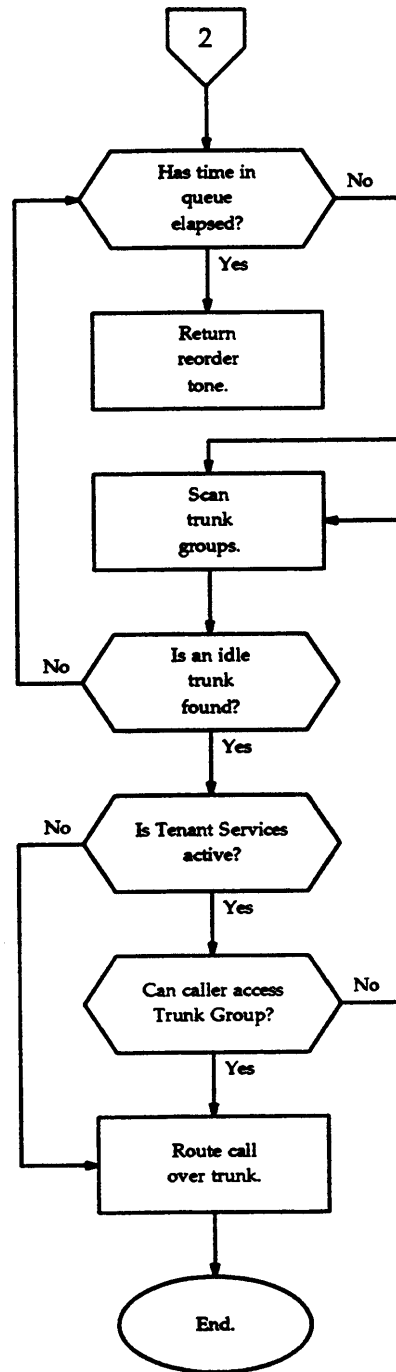 2
Has time in
queue
elapsed?
No
Yes
Return
reorder
tone.
Scan
trunk
groups.
Is an idle
trunk
found?
No
Yes
Is Tenant Services
active?
No
Yes
Can caller access
Trunk Group?
No
Yes
Route call
over trunk.
End.